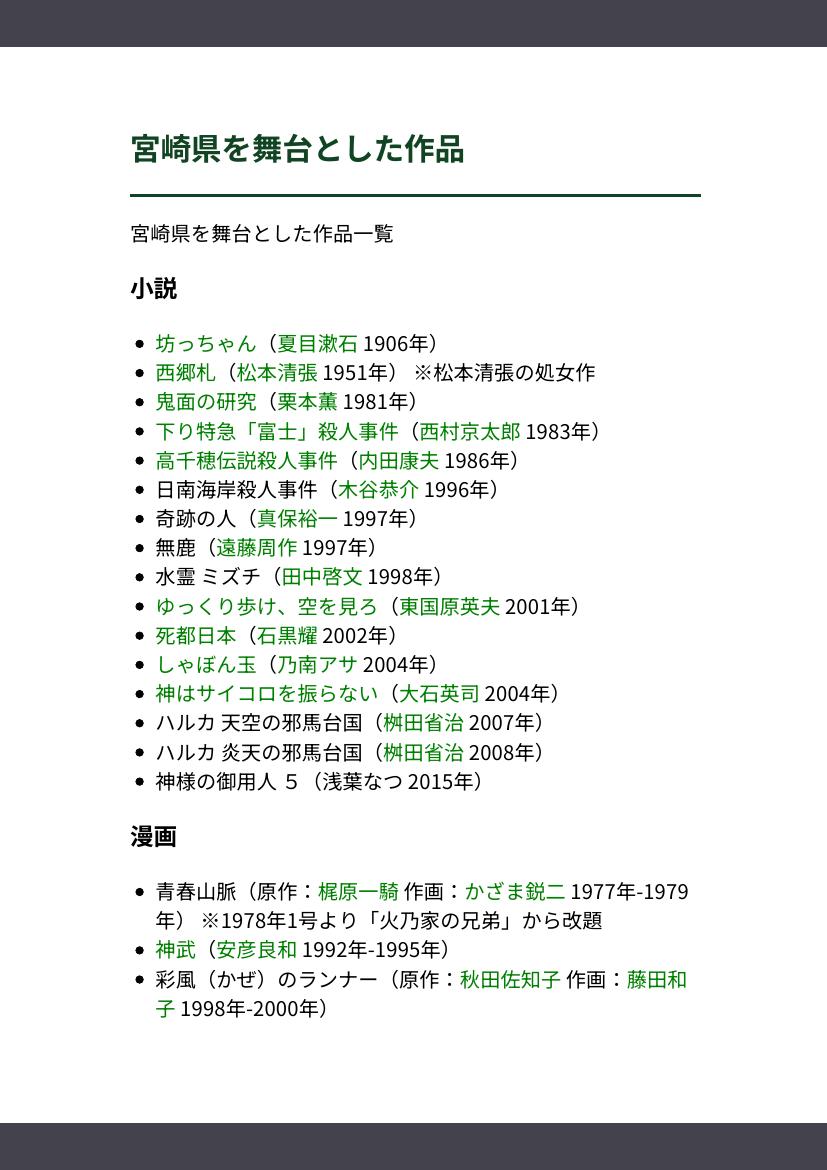 宮崎県を舞台とした作品
宮崎県を舞台とした作品一覧
小説
坊っちゃん（夏目漱石 1906年）
西郷札（松本清張 1951年） ※松本清張の処女作
鬼面の研究（栗本薫 1981年）
下り特急「富士」殺人事件（西村京太郎 1983年）
高千穂伝説殺人事件（内田康夫 1986年）
日南海岸殺人事件（木谷恭介 1996年）
奇跡の人（真保裕一 1997年）
無鹿（遠藤周作 1997年）
水霊 ミズチ（田中啓文 1998年）
ゆっくり歩け、空を見ろ（東国原英夫 2001年）
死都日本（石黒耀 2002年）
しゃぼん玉（乃南アサ 2004年）
神はサイコロを振らない（大石英司 2004年）
ハルカ 天空の邪馬台国（桝田省治 2007年）
ハルカ 炎天の邪馬台国（桝田省治 2008年）
神様の御用人 ５（浅葉なつ 2015年）
漫画
青春山脈（原作：梶原一騎 作画：かざま鋭二 1977年-1979
年） ※1978年1号より「火乃家の兄弟」から改題
神武（安彦良和 1992年-1995年）
彩風（かぜ）のランナー（原作：秋田佐知子 作画：藤田和
子 1998年-2000年）